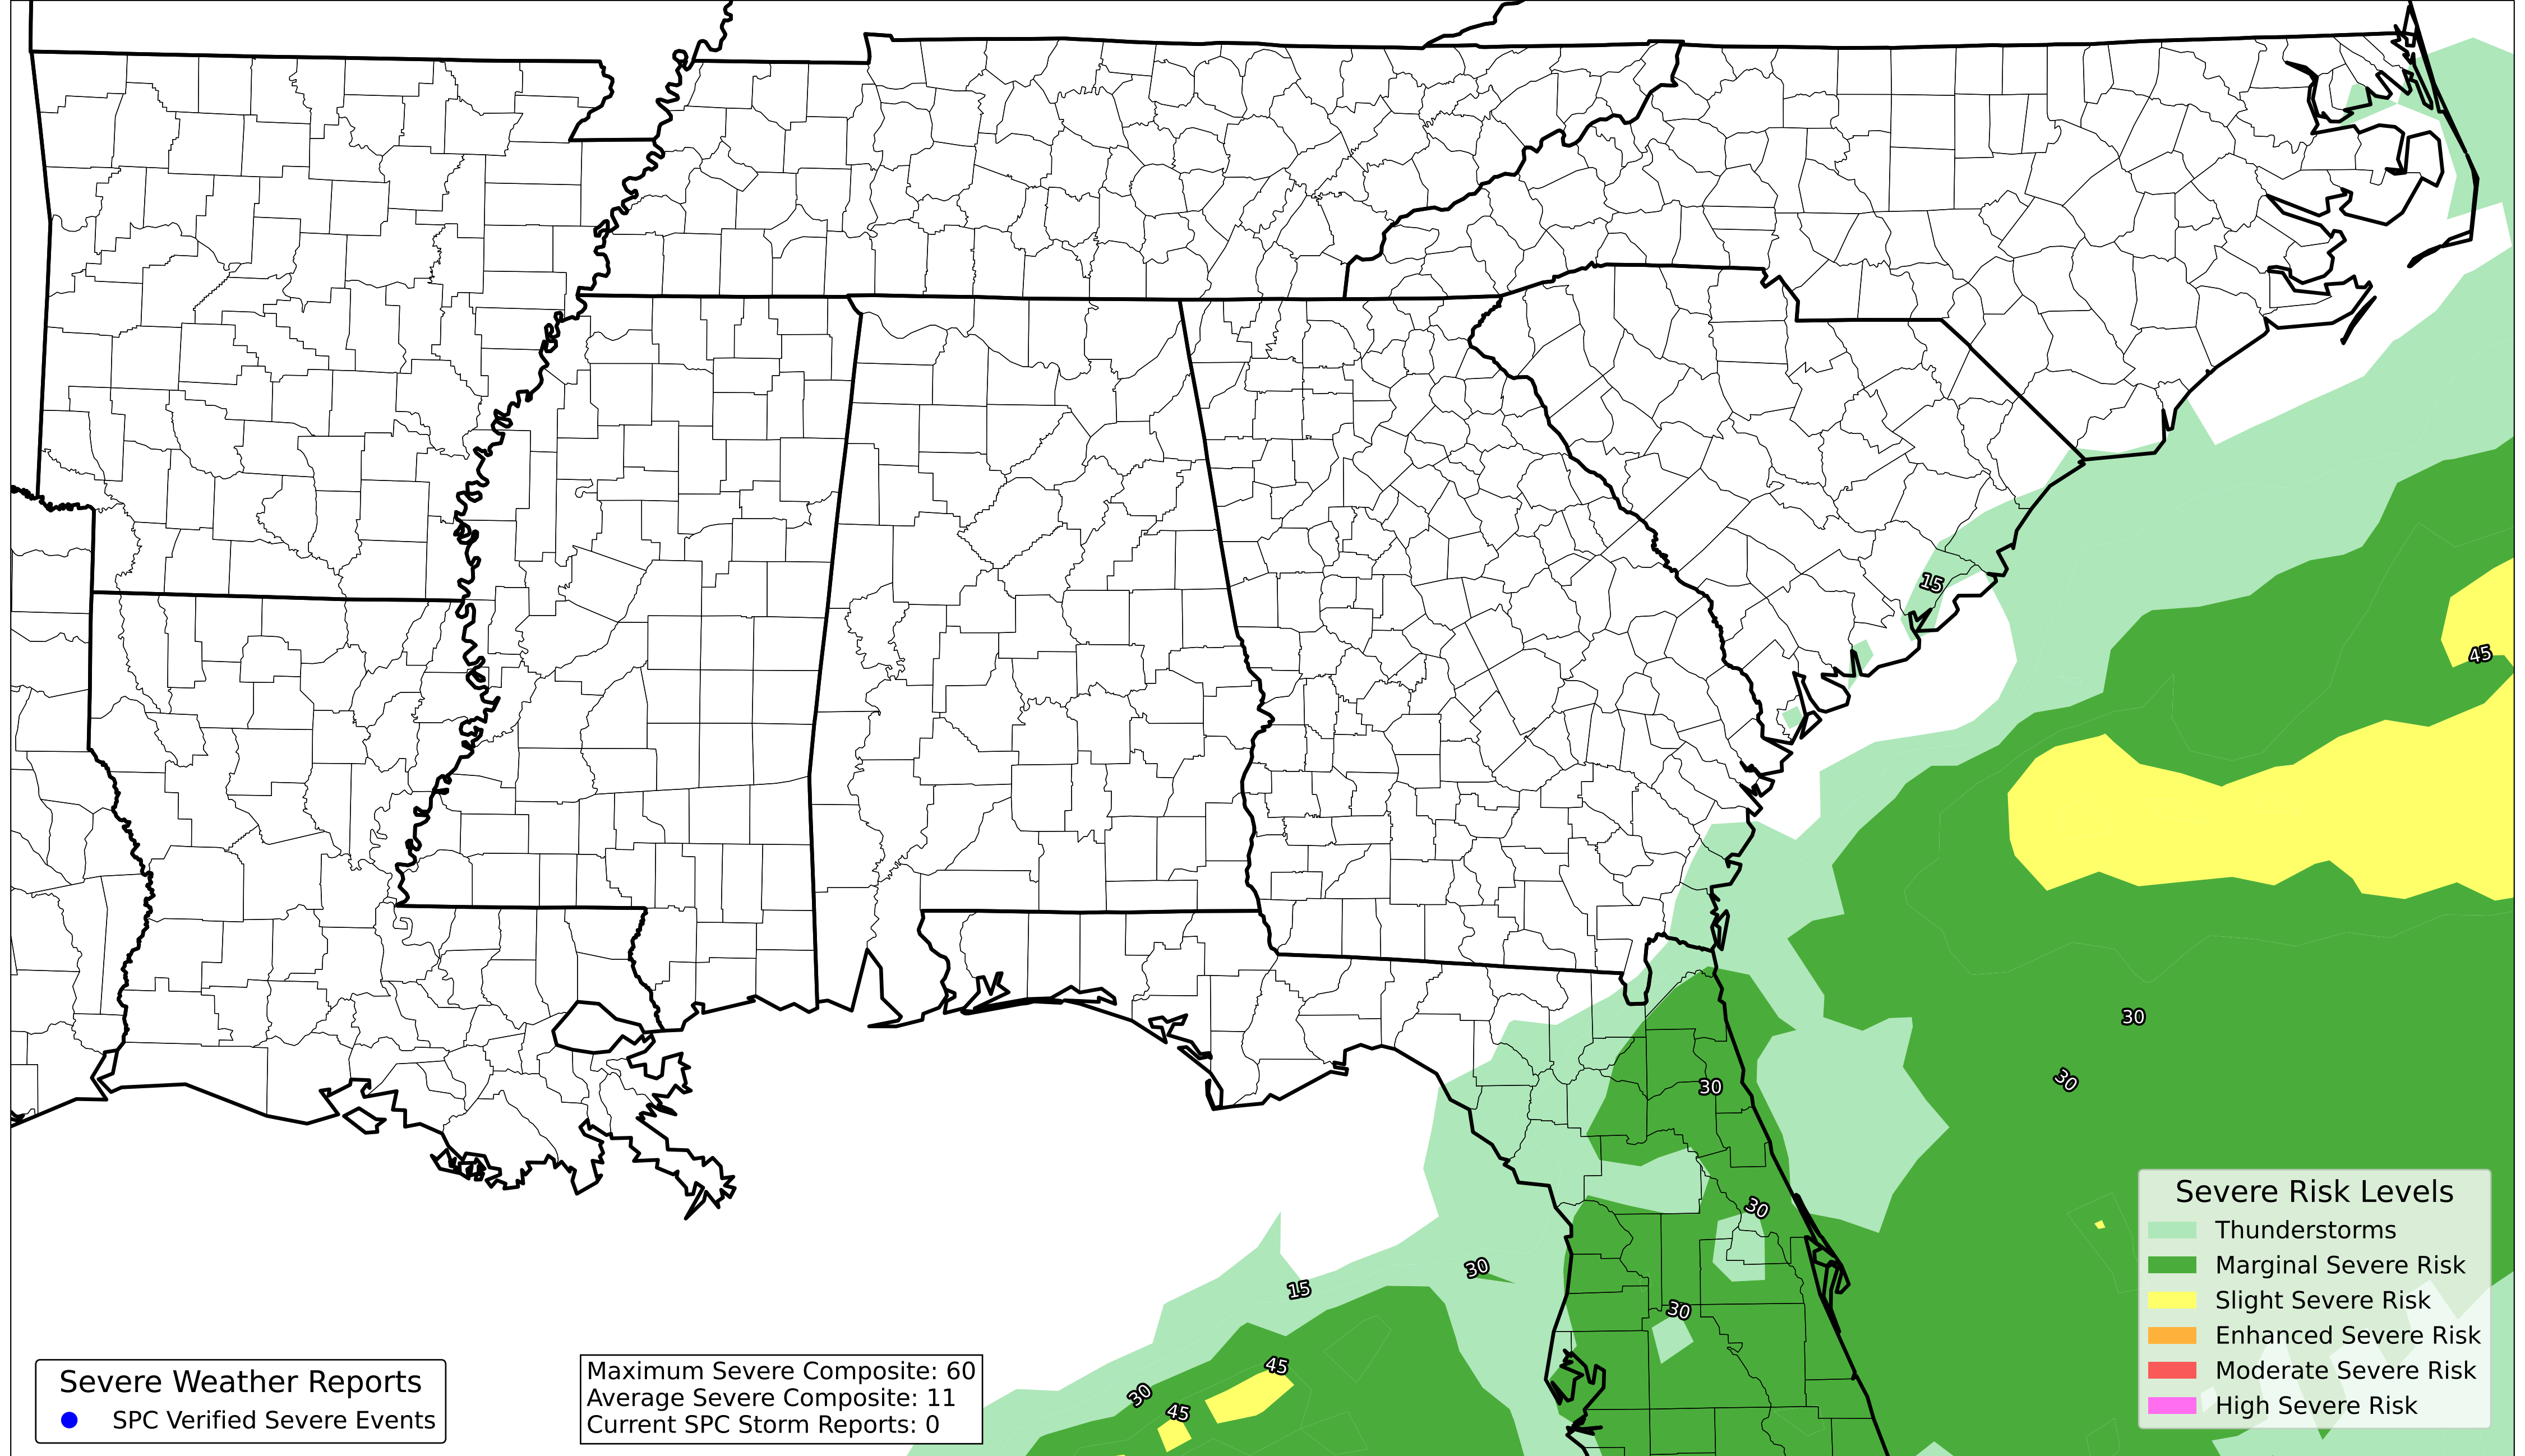 15
45
30
30
30
30
30
15
30
45
30
45
Severe Risk Levels
Thunderstorms
Marginal Severe Risk
Slight Severe Risk
Enhanced Severe Risk
Moderate Severe Risk
High Severe Risk
Severe Weather Reports
SPC Verified Severe Events
Maximum Severe Composite: 60
Average Severe Composite: 11
Current SPC Storm Reports: 0